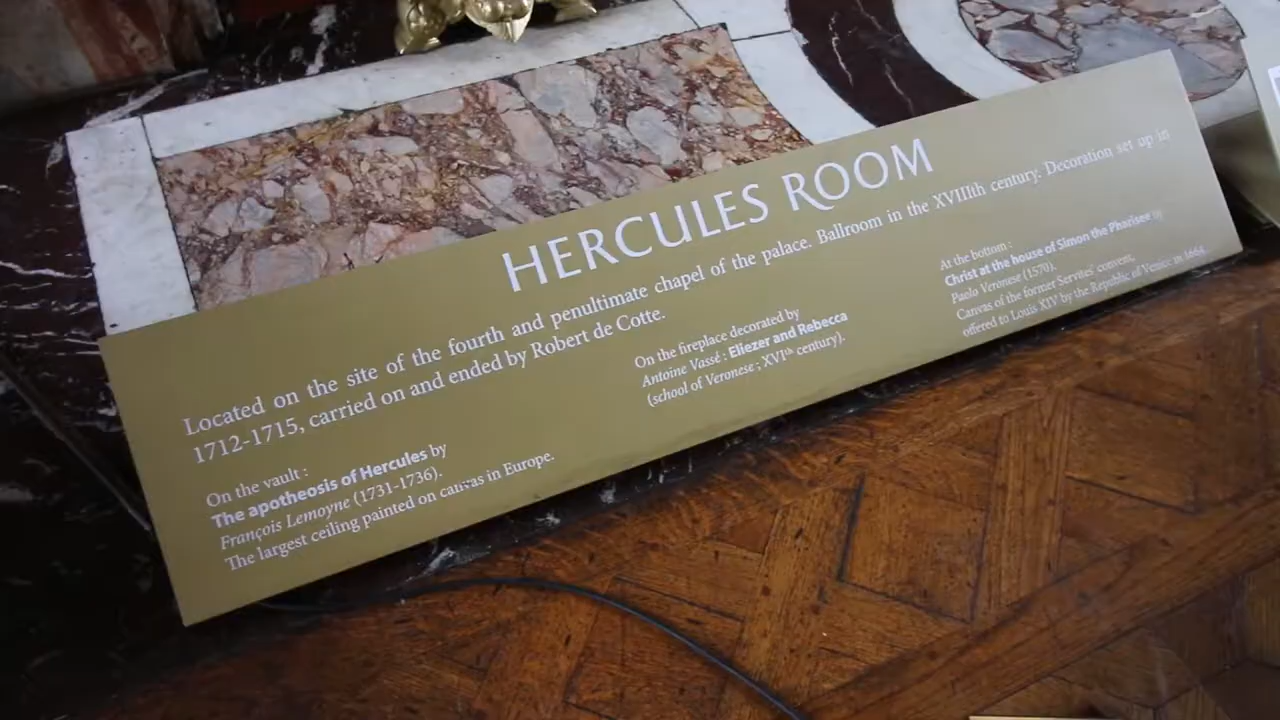 HERCULES ROOM
Located on the site of the fourth and penultimate chapel of the palace. Ballroom in the XVIIIth century. Decoration set up in
1712-1715, carried on and ended by Robert de Cotte.
On the vault :
The apotheosis of Hercules by
François Lemoyne (1731-1736).
The largest ceiling painted on canvas in Europe.
On the fireplace decorated by
Antoine Vassé : Eliezer and Rebecca
(school of Veronese ; XVIth century).
At the bottom :
Christ at the house of Simon the Pharisee by
Paolo Veronese (1570).
Canvas of the former Servites' convent,
offered to Louis XIV by the Republic of Venice in 1664.